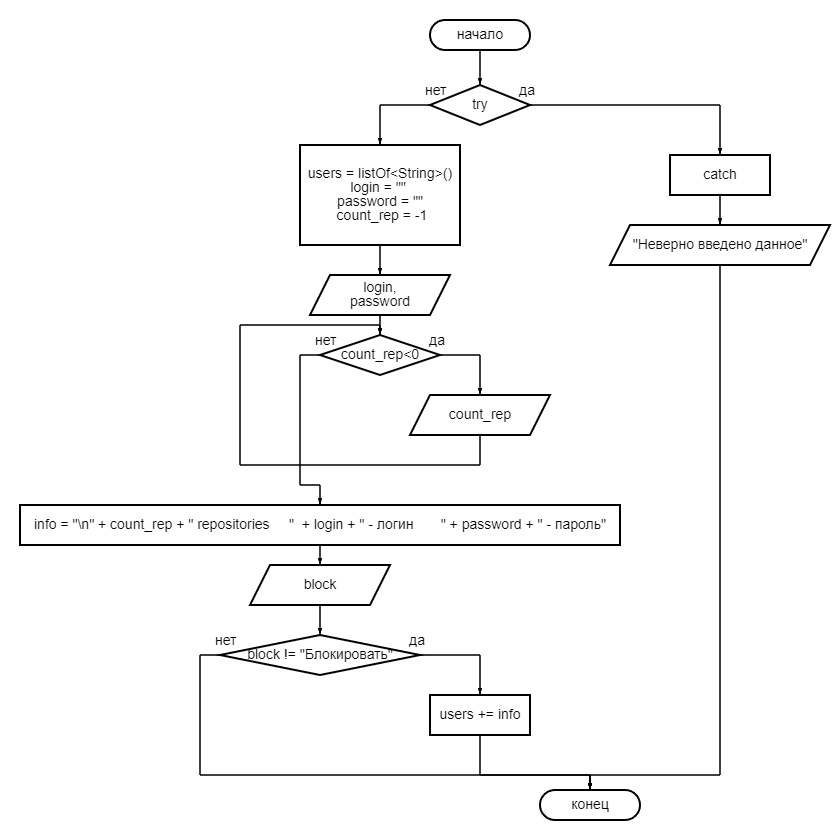 начало
нет
да
try
users = listOf<String>()
login = ""
password = ""
count_rep = -1
catch
"Неверно введено данное"
login,
password
нет
да
count_rep<0
count_rep
info = "\n" + count_rep + " repositories     "  + login + " - логин       " + password + " - пароль"
block
нет
да
block != "Блокировать"
users += info
конец